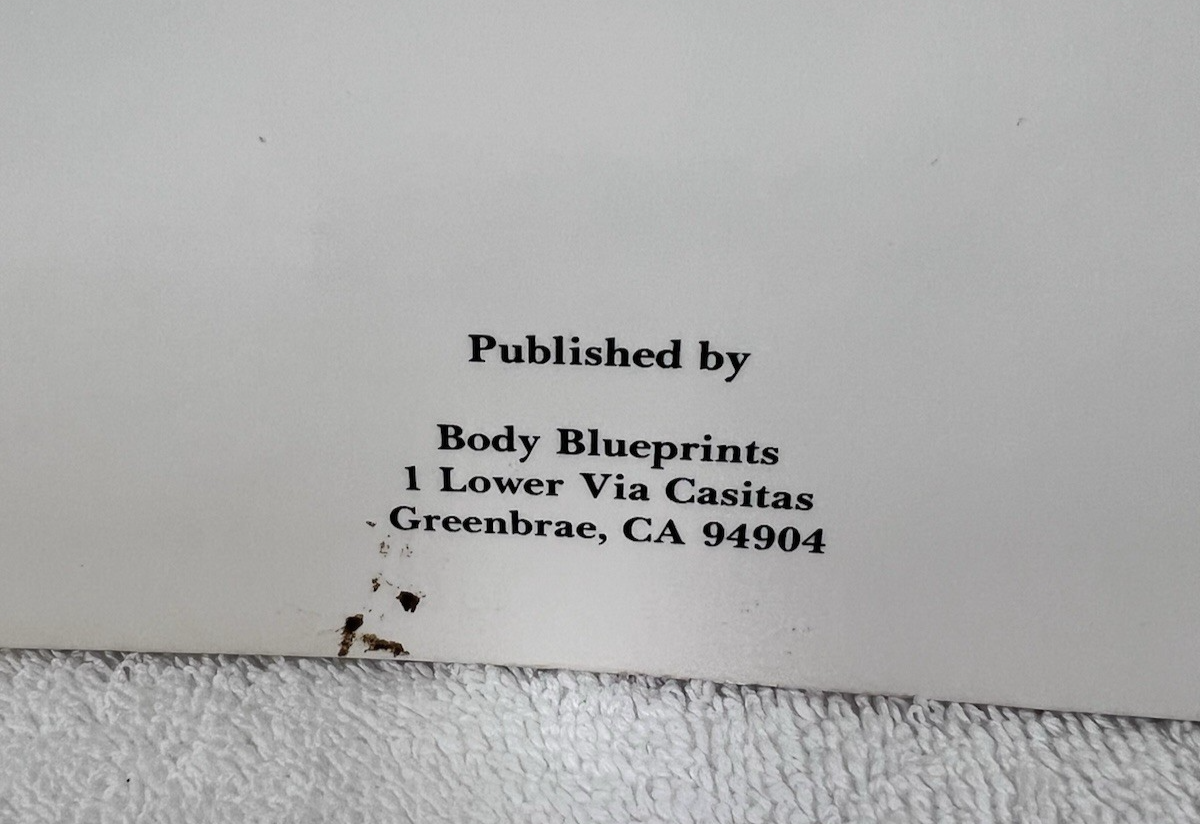 Published by
Body Blueprints
1 Lower Via Casitas
Greenbrae, CA 94904